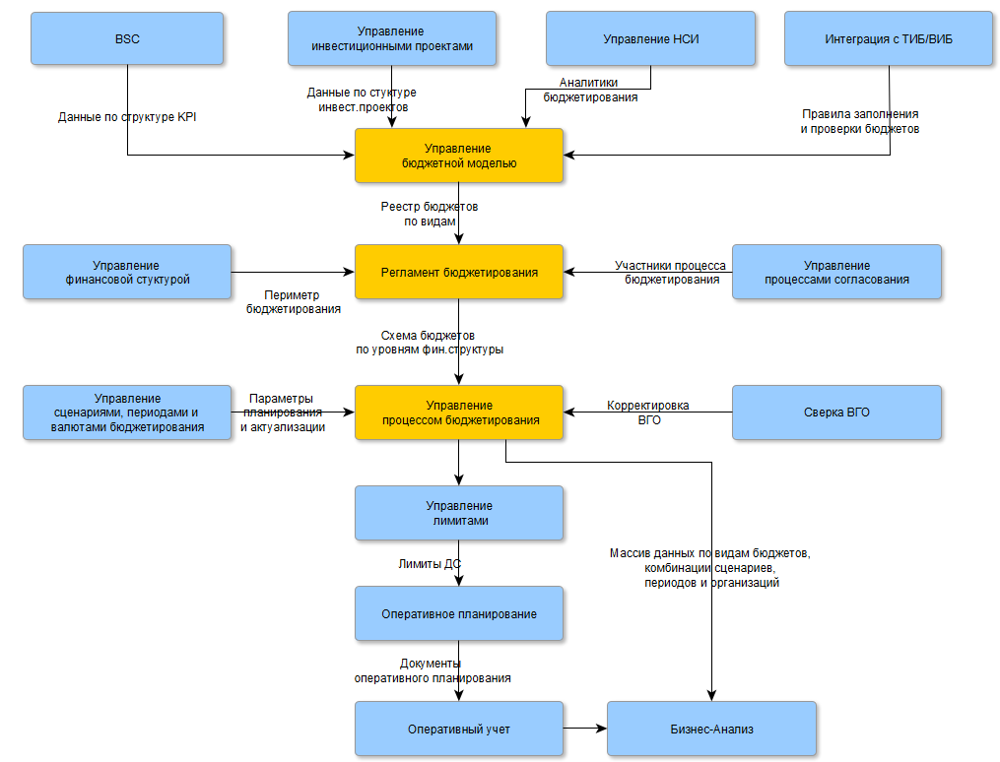 BSC
Управление
инвестиционными проектами
Управление НСИ
Интеграция с ТИБ/ВИБ
Данные по структуре KPI
Данные по стуктуре
инвест.проектов
Аналитики
бюджетирования
Правила заполнения
и проверки бюджетов
Управление
бюджетной моделью
Реестр бюджетов
по видам
Управление
финансовой стуктурой
Периметр
бюджетирования
Регламент бюджетирования
Участники процесса
бюджетирования
Управление
процессами согласования
Схема бюджетов
по уровням фин.структуры
Управление
сценариями, периодами и
валютами бюджетирования
Параметры
планирования
и актуализации
Управление
процессом бюджетирования
Корректировка
ВГО
Сверка ВГО
Управление
лимитами
Массив данных по видам бюджетов,
комбинации сценариев,
периодов и организаций
Лимиты ДС
Оперативное планирование
Документы
оперативного планирования
Оперативный учет
Бизнес-Анализ